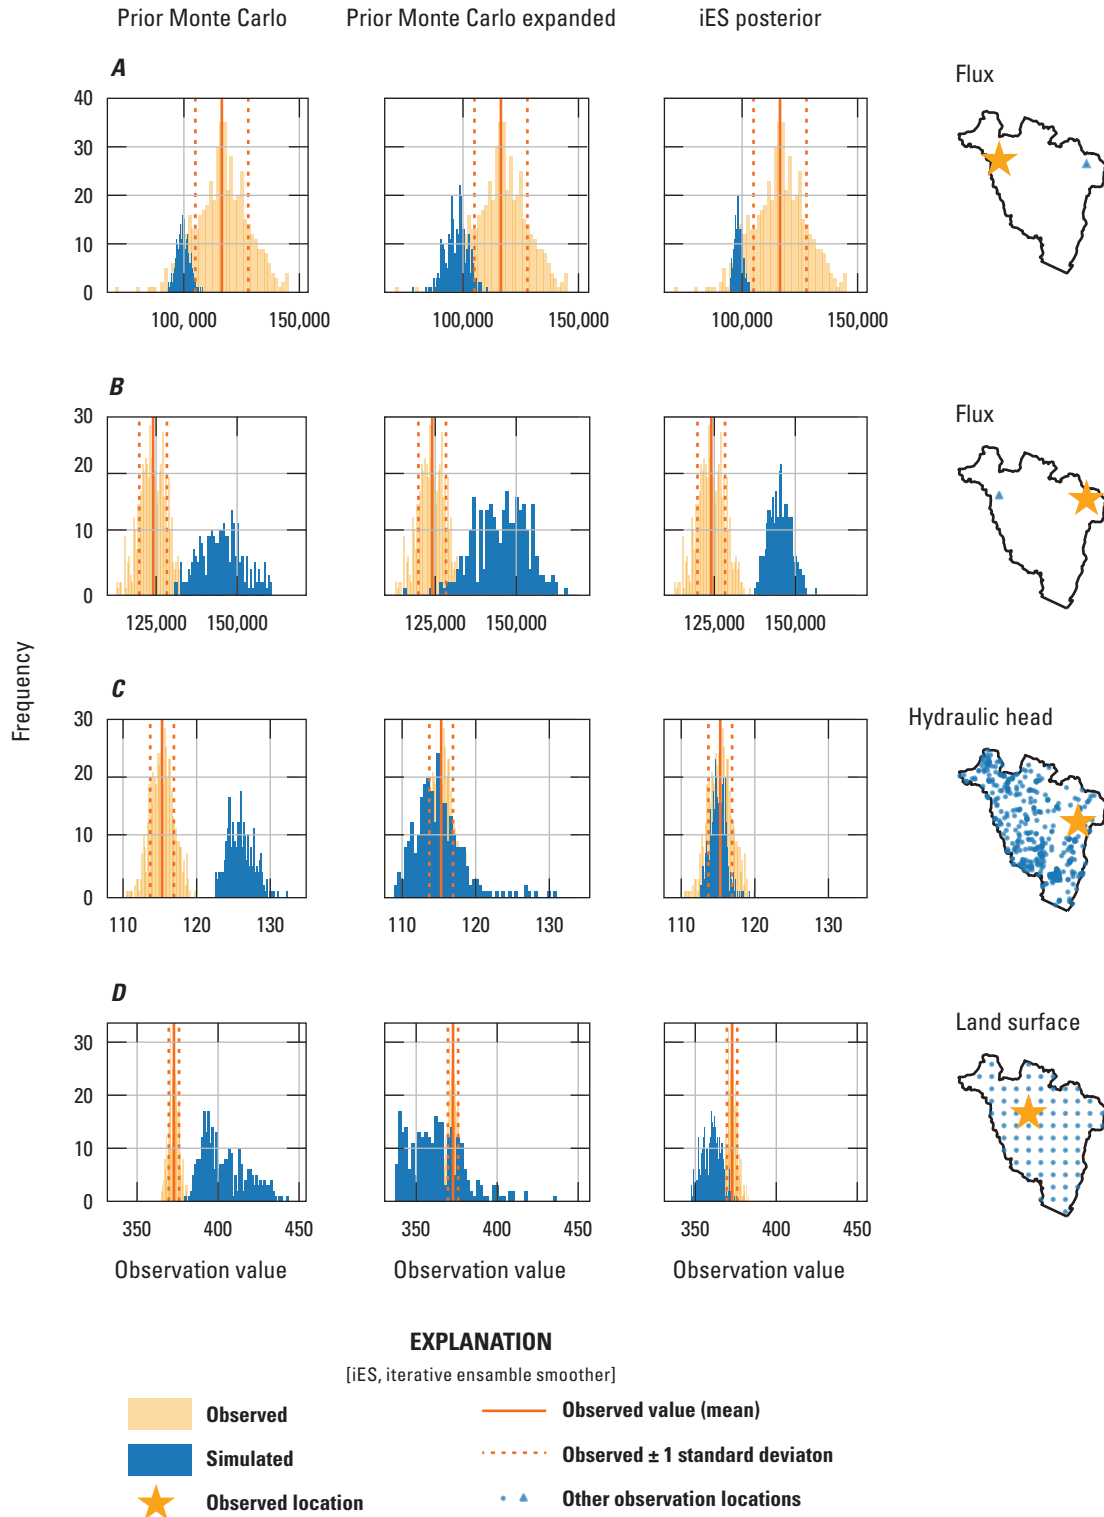 Prior Monte Carlo
Prior Monte Carlo expanded
iES posterior
A
Flux
40
30
20
10
0
100, 000
150,000
100,000
150,000
100,000
150,000
B
Flux
30
20
10
0
125,000
150,000
125,000
150,000
125,000
150,000
Frequency
C
Hydraulic head
30
20
10
0
110
120
130
110
120
130
110
120
130
D
Land surface
30
20
10
0
350
400
450
350
400
450
350
400
450
Observation value
Observation value
Observation value
EXPLANATION
[iES, iterative ensamble smoother]
Observed
Observed value (mean)
Simulated
Observed ± 1 standard deviaton
Observed location
Other observation locations